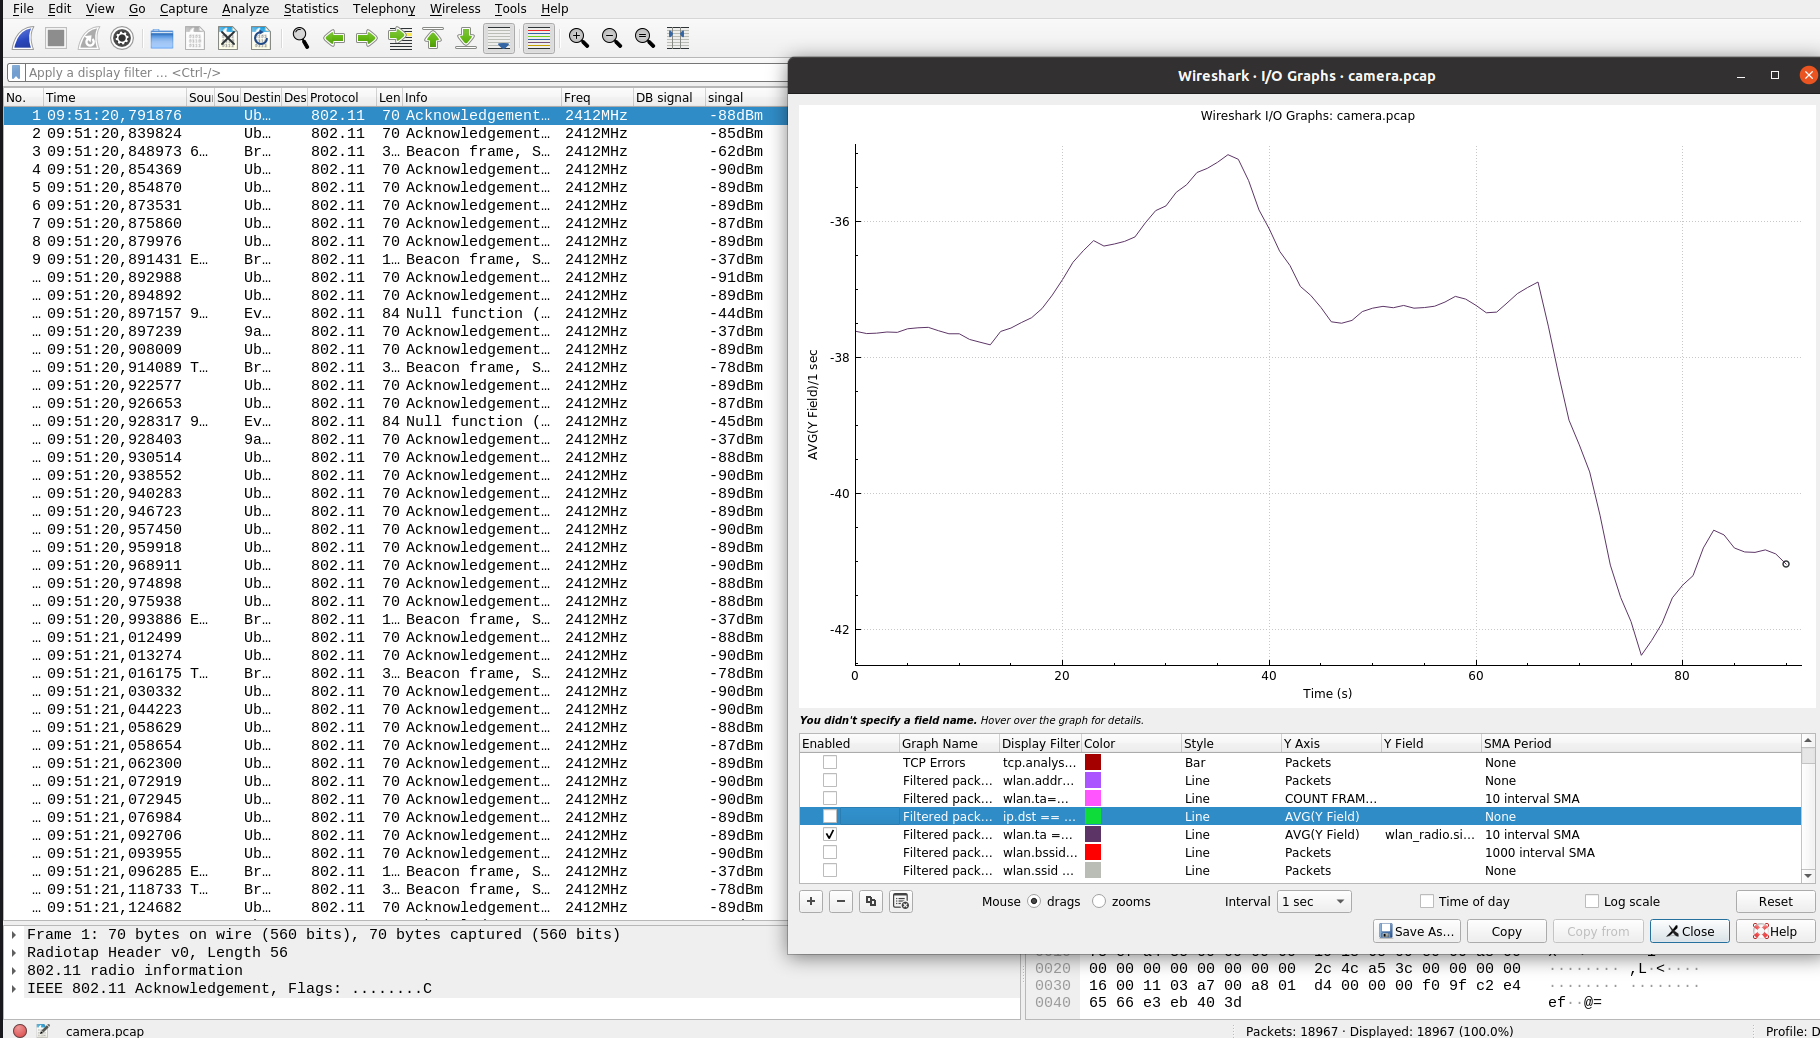 File Edit View Go Capture Analyze Statistics Telephony Wireless Tools Help
Apply a display filter … <Ctrl-/>
No. Time Sour Sou Destin Des Protocol Len Info Freq DB signal singal
1 09:51:20,791876 Ub… 802.11 70 Acknowledgement… 2412MHz -88dBm
2 09:51:20,839824 Ub… 802.11 70 Acknowledgement… 2412MHz -85dBm
3 09:51:20,848973 6… Br… 802.11 3… Beacon frame, S… 2412MHz -62dBm
4 09:51:20,854369 Ub… 802.11 70 Acknowledgement… 2412MHz -90dBm
5 09:51:20,854870 Ub… 802.11 70 Acknowledgement… 2412MHz -89dBm
6 09:51:20,873531 Ub… 802.11 70 Acknowledgement… 2412MHz -89dBm
7 09:51:20,875860 Ub… 802.11 70 Acknowledgement… 2412MHz -87dBm
8 09:51:20,879976 Ub… 802.11 70 Acknowledgement… 2412MHz -89dBm
9 09:51:20,891431 E… Br… 802.11 1… Beacon frame, S… 2412MHz -37dBm
… 09:51:20,892988 Ub… 802.11 70 Acknowledgement… 2412MHz -91dBm
… 09:51:20,894892 Ub… 802.11 70 Acknowledgement… 2412MHz -89dBm
… 09:51:20,897157 9… Ev… 802.11 84 Null function (… 2412MHz -44dBm
… 09:51:20,897239 9a… 802.11 70 Acknowledgement… 2412MHz -37dBm
… 09:51:20,908009 Ub… 802.11 70 Acknowledgement… 2412MHz -89dBm
… 09:51:20,914089 T… Br… 802.11 3… Beacon frame, S… 2412MHz -78dBm
… 09:51:20,922577 Ub… 802.11 70 Acknowledgement… 2412MHz -89dBm
… 09:51:20,926653 Ub… 802.11 70 Acknowledgement… 2412MHz -87dBm
… 09:51:20,928317 9… Ev… 802.11 84 Null function (… 2412MHz -45dBm
… 09:51:20,928403 9a… 802.11 70 Acknowledgement… 2412MHz -37dBm
… 09:51:20,930514 Ub… 802.11 70 Acknowledgement… 2412MHz -88dBm
… 09:51:20,938552 Ub… 802.11 70 Acknowledgement… 2412MHz -90dBm
… 09:51:20,940283 Ub… 802.11 70 Acknowledgement… 2412MHz -89dBm
… 09:51:20,946723 Ub… 802.11 70 Acknowledgement… 2412MHz -89dBm
… 09:51:20,957450 Ub… 802.11 70 Acknowledgement… 2412MHz -90dBm
… 09:51:20,959918 Ub… 802.11 70 Acknowledgement… 2412MHz -89dBm
… 09:51:20,968911 Ub… 802.11 70 Acknowledgement… 2412MHz -90dBm
… 09:51:20,974898 Ub… 802.11 70 Acknowledgement… 2412MHz -88dBm
… 09:51:20,975938 Ub… 802.11 70 Acknowledgement… 2412MHz -88dBm
… 09:51:20,993886 E… Br… 802.11 1… Beacon frame, S… 2412MHz -37dBm
… 09:51:21,012499 Ub… 802.11 70 Acknowledgement… 2412MHz -88dBm
… 09:51:21,013274 Ub… 802.11 70 Acknowledgement… 2412MHz -90dBm
… 09:51:21,016175 T… Br… 802.11 3… Beacon frame, S… 2412MHz -78dBm
… 09:51:21,030332 Ub… 802.11 70 Acknowledgement… 2412MHz -90dBm
… 09:51:21,044223 Ub… 802.11 70 Acknowledgement… 2412MHz -90dBm
… 09:51:21,058629 Ub… 802.11 70 Acknowledgement… 2412MHz -88dBm
… 09:51:21,058654 Ub… 802.11 70 Acknowledgement… 2412MHz -87dBm
… 09:51:21,062300 Ub… 802.11 70 Acknowledgement… 2412MHz -89dBm
… 09:51:21,072919 Ub… 802.11 70 Acknowledgement… 2412MHz -90dBm
… 09:51:21,072945 Ub… 802.11 70 Acknowledgement… 2412MHz -90dBm
… 09:51:21,076984 Ub… 802.11 70 Acknowledgement… 2412MHz -89dBm
… 09:51:21,092706 Ub… 802.11 70 Acknowledgement… 2412MHz -89dBm
… 09:51:21,093955 Ub… 802.11 70 Acknowledgement… 2412MHz -90dBm
… 09:51:21,096285 E… Br… 802.11 1… Beacon frame, S… 2412MHz -37dBm
… 09:51:21,118733 T… Br… 802.11 3… Beacon frame, S… 2412MHz -78dBm
… 09:51:21,124682 Ub… 802.11 70 Acknowledgement… 2412MHz -89dBm
Frame 1: 70 bytes on wire (560 bits), 70 bytes captured (560 bits)
Radiotap Header v0, Length 56
802.11 radio information
IEEE 802.11 Acknowledgement, Flags: ........C
Wireshark · I/O Graphs · camera.pcap
Wireshark I/O Graphs: camera.pcap
AVG(Y Field)/1 sec
-36
-38
-40
-42
0 20 40 60 80
Time (s)
You didn't specify a field name. Hover over the graph for details.
Enabled Graph Name Display Filter Color Style Y Axis Y Field SMA Period
TCP Errors tcp.analys… Bar Packets None
Filtered pack… wlan.addr… Line Packets None
Filtered pack… wlan.ta=… Line COUNT FRAM… 10 interval SMA
Filtered pack… ip.dst == … Line AVG(Y Field) None
Filtered pack… wlan.ta =… Line AVG(Y Field) wlan_radio.si… 10 interval SMA
Filtered pack… wlan.bssid… Line Packets 1000 interval SMA
Filtered pack… wlan.ssid … Line Packets None
Mouse drags zooms Interval 1 sec Time of day Log scale Reset
Save As… Copy Copy from Close Help
0020 00 00 00 00 00 00 00 00 2c 4c a5 3c 00 00 00 00 ········ ,L·<····
0030 16 00 11 03 a7 00 a8 01 d4 00 00 00 f0 9f c2 e4 ········ ········
0040 65 66 e3 eb 40 3d ef··@=
camera.pcap
Packets: 18967 · Displayed: 18967 (100.0%)
Profile: D